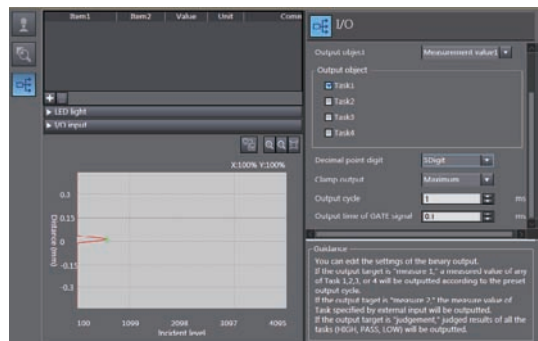 Item1 Item2 Value Unit Come
LED light
I/O input
X:100% Y:100%
Distance (mm)
0.3
0.15
0
-0.15
-0.3
100 1099 2098 3097 4095
Incident level
I/O
Output object Measurement value1
Output object
Task1
Task2
Task3
Task4
Decimal point digit 5Digit
Clamp output Maximum
Output cycle 1 ms
Output time of GATE signal 0.1 ms
Guidance
You can edit the settings of the binary output.
If the output target is "measure 1," a measured value of any
of Task 1,2,3, or 4 will be outputted according to the preset
output cycle.
If the output taget is "measure 2," the measure value of
Task specified by external input will be outputted.
If the output target is "judgement," judged results of all the
tasks (HIGH, PASS, LOW) will be outputted.